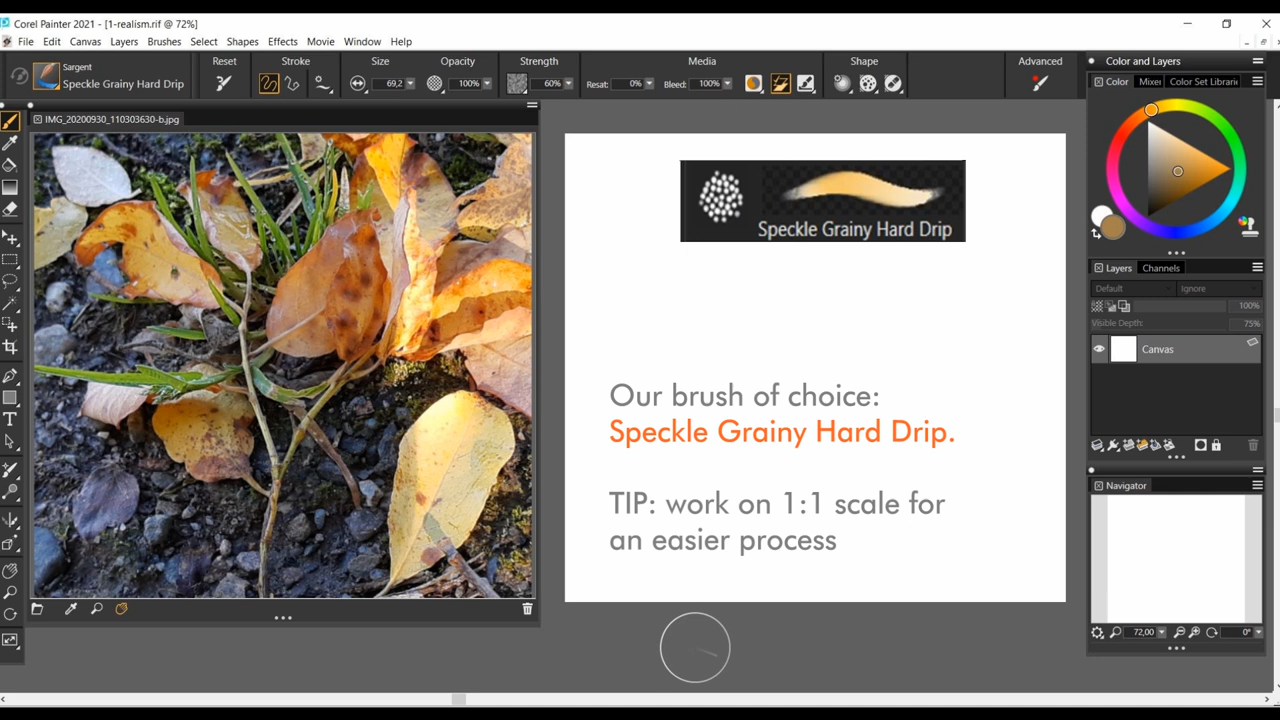 Corel Painter 2021 - [1-realism.rif @ 72%]
File Edit Canvas Layers Brushes Select Shapes Effects Movie Window Help
Sargent
Speckle Grainy Hard Drip
Reset
Stroke
Size
69,2
Opacity
100%
Strength
60%
Media
Resat: 0%
Bleed: 100%
Shape
Advanced
IMG_20200930_110303630-b.jpg
Speckle Grainy Hard Drip
Our brush of choice:
Speckle Grainy Hard Drip.
TIP: work on 1:1 scale for
an easier process
Color and Layers
Color Mixer Color Set Librarie
Layers Channels
Default Ignore
100%
Visible Depth: 75%
Canvas
Navigator
72,00 0°